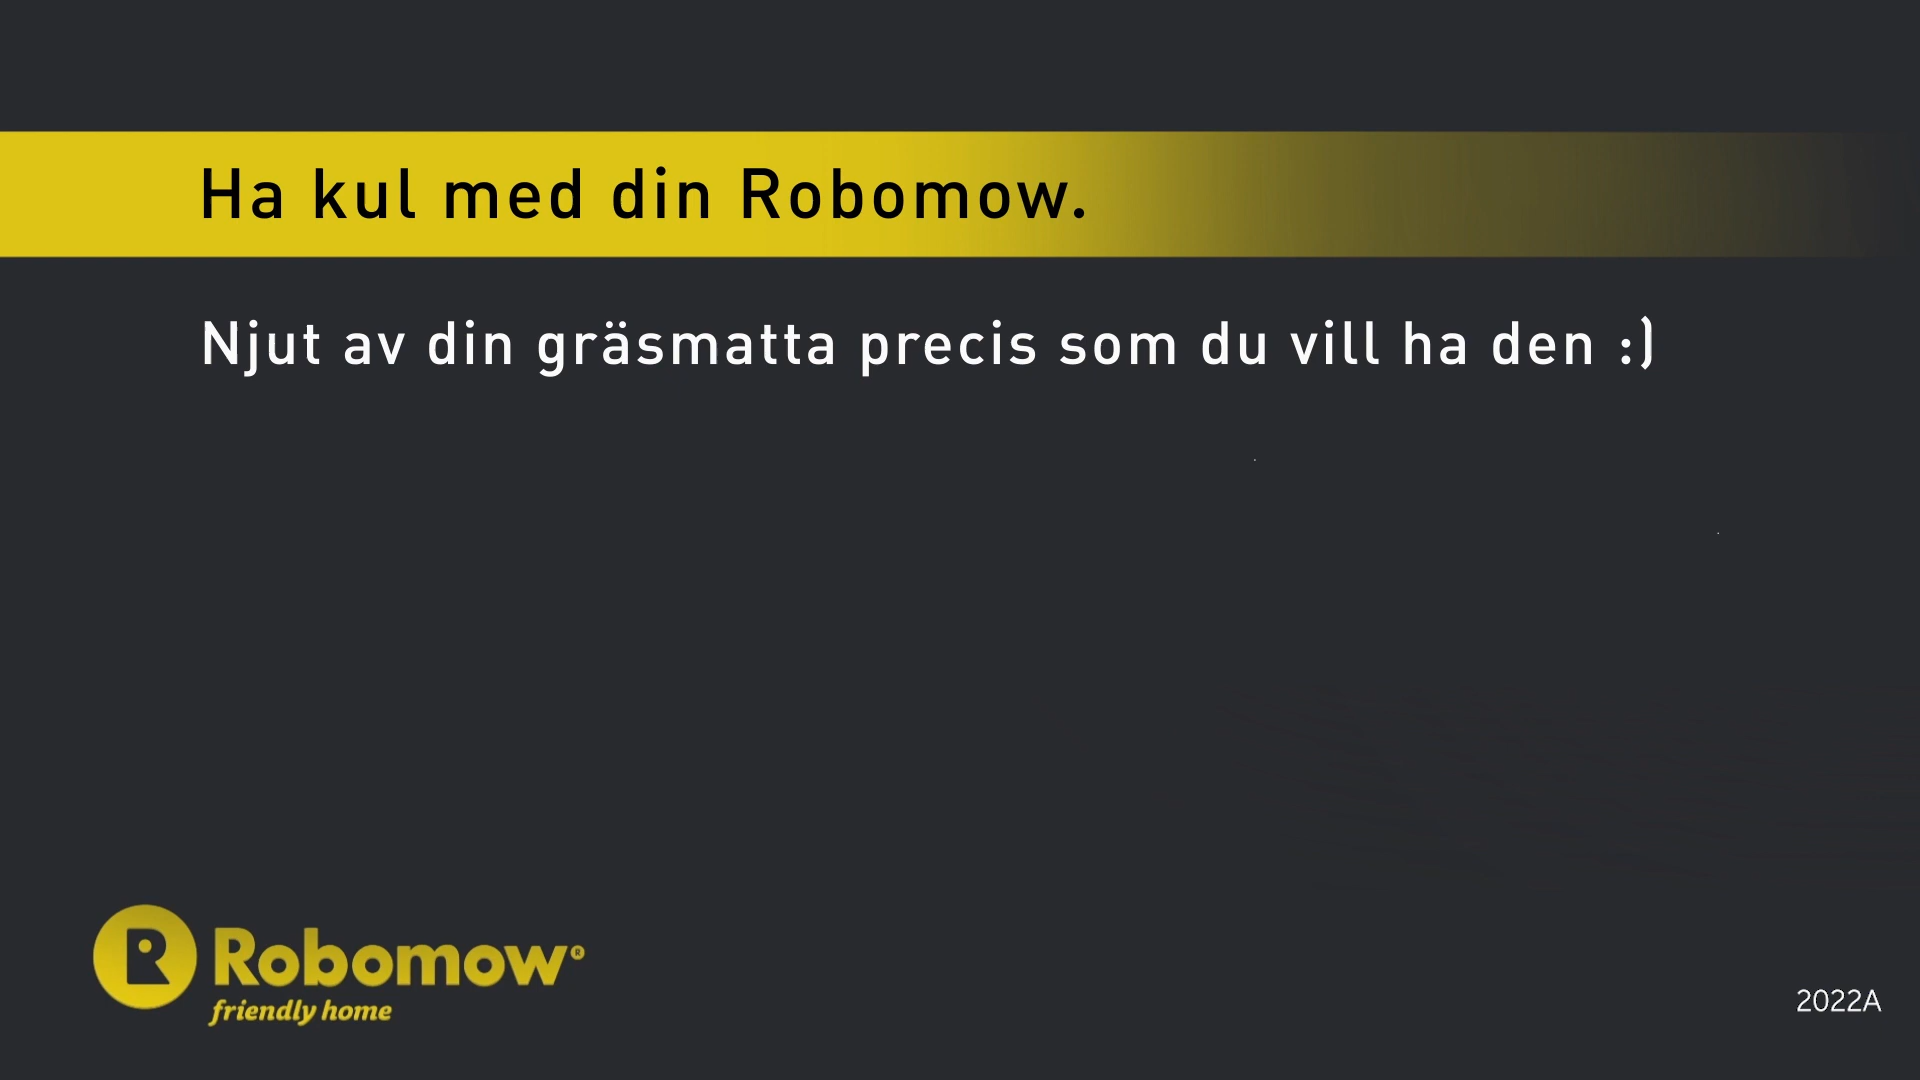 Ha kul med din Robomow.
Njut av din gräsmatta precis som du vill ha den :)
R Robomow®
friendly home
2022A